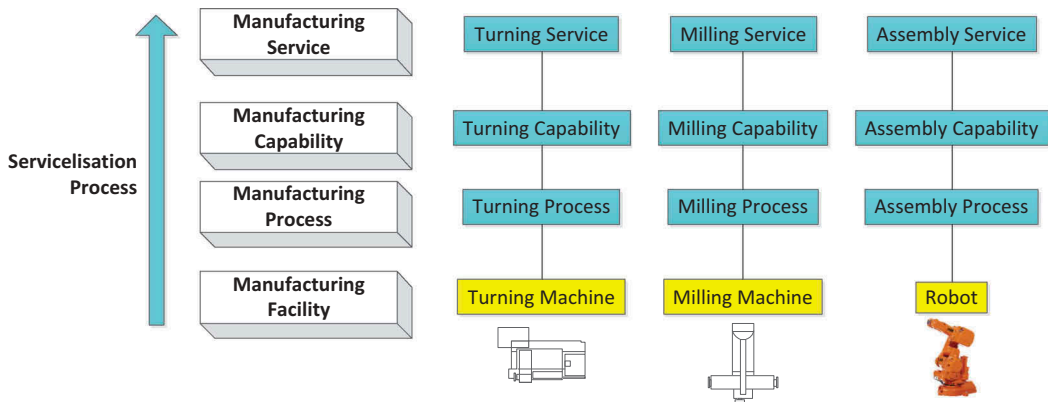 Servicelisation
Process
Manufacturing
Service
Turning Service
Milling Service
Assembly Service
Manufacturing
Capability
Turning Capability
Milling Capability
Assembly Capability
Manufacturing
Process
Turning Process
Milling Process
Assembly Process
Manufacturing
Facility
Turning Machine
Milling Machine
Robot